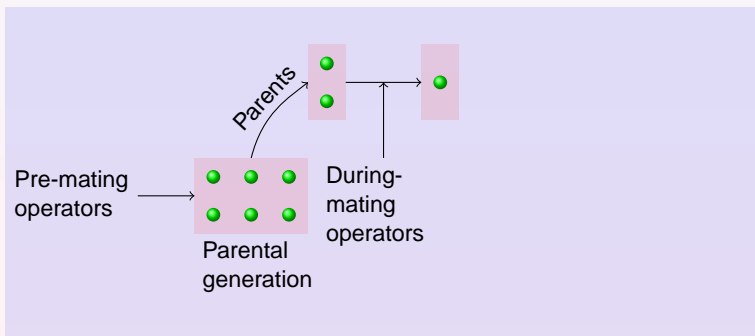 Parents
Pre-mating
operators
During-
mating
operators
Parental
generation